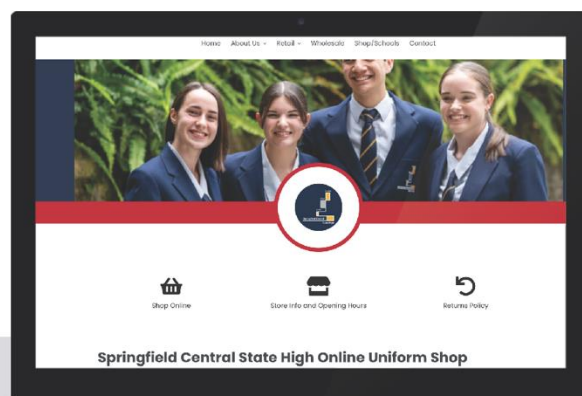 Home About Us Retail Wholesale Shop/Schools Contact
Shop Online Store Info and Opening Hours Returns Policy
Springfield Central State High Online Uniform Shop